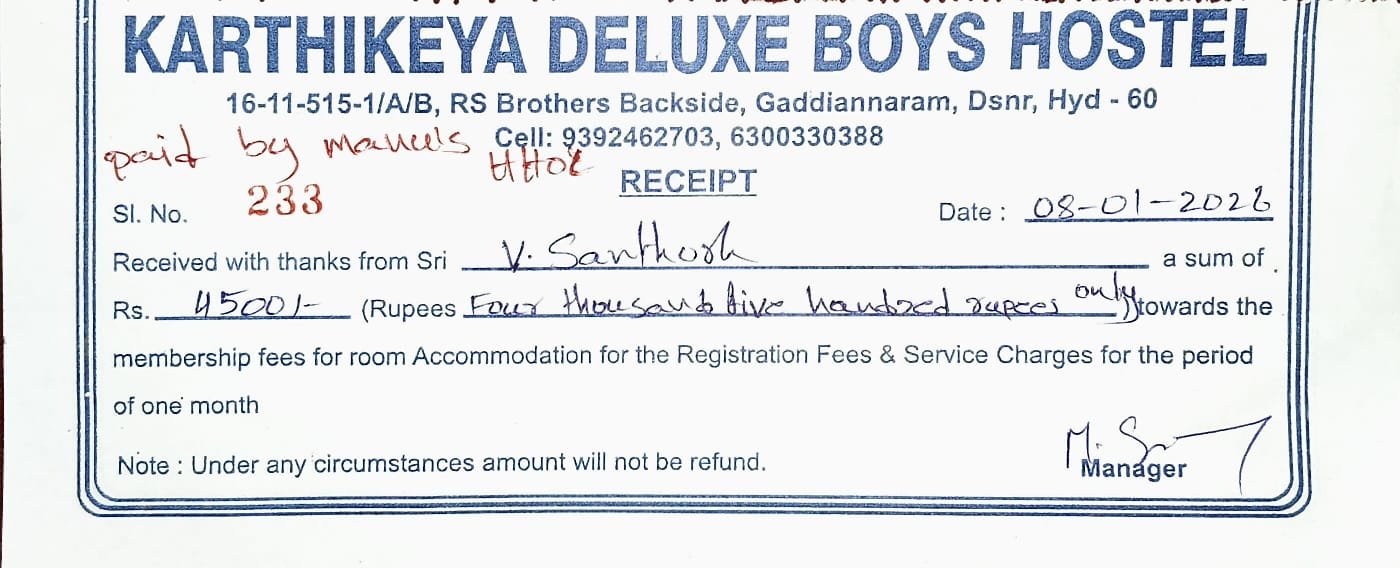 KARTHIKEYA DELUXE BOYS HOSTEL
16-11-515-1/A/B, RS Brothers Backside, Gaddiannaram, Dsnr, Hyd - 60
Cell: 9392462703, 6300330388
paid by
RECEIPT
Sl. No. 233 Date : 08-01-2026
Received with thanks from Sri V. Santhosh a sum of
Rs. 4500/- (Rupees Four thousand five handred rupees only) towards the
membership fees for room Accommodation for the Registration Fees & Service Charges for the period
of one month
M. 
Note : Under any circumstances amount will not be refund.
Manager